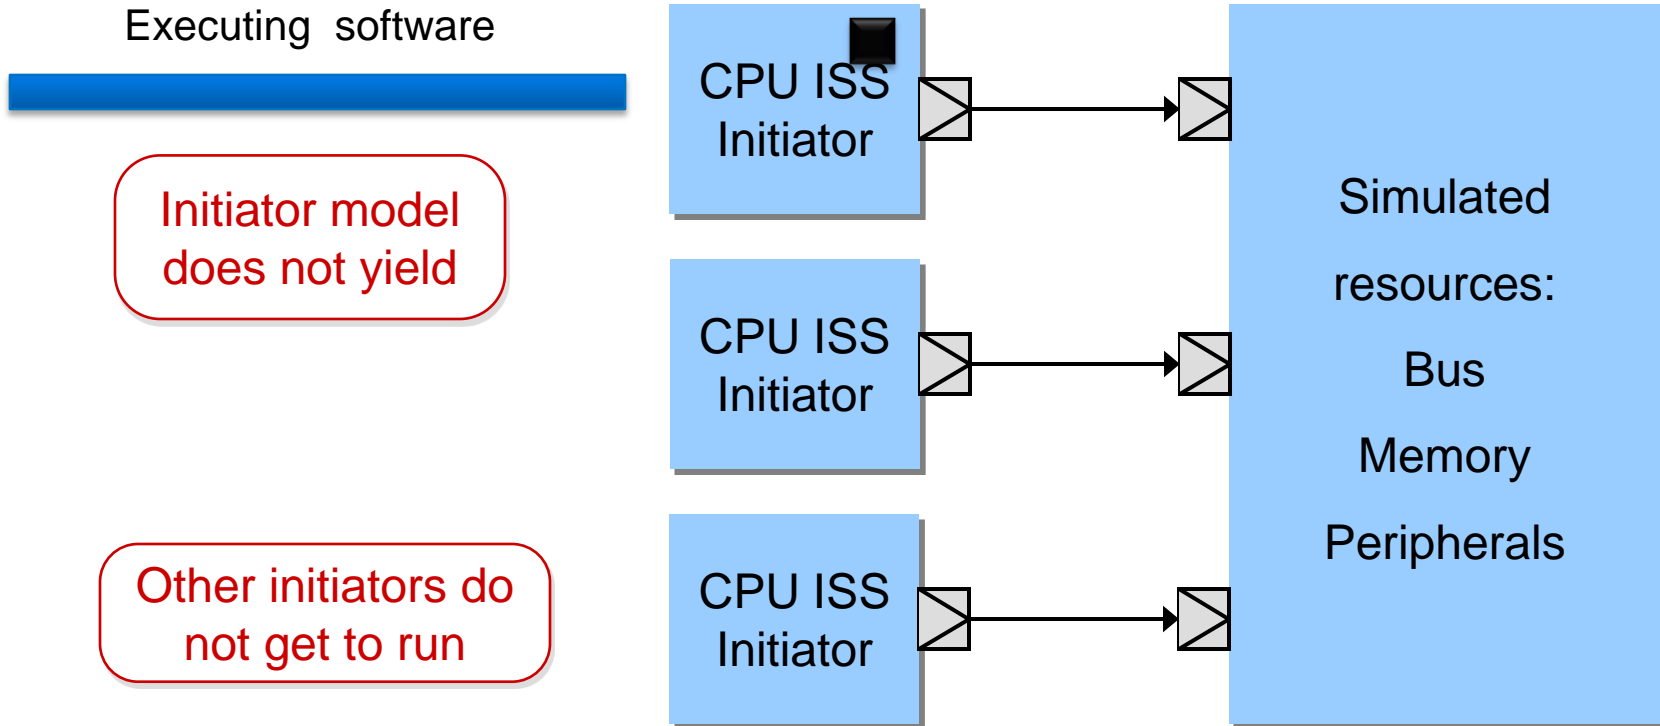 Executing software
Initiator model
does not yield
Other initiators do
not get to run
CPU ISS
Initiator
CPU ISS
Initiator
CPU ISS
Initiator
Simulated
resources:
Bus
Memory
Peripherals